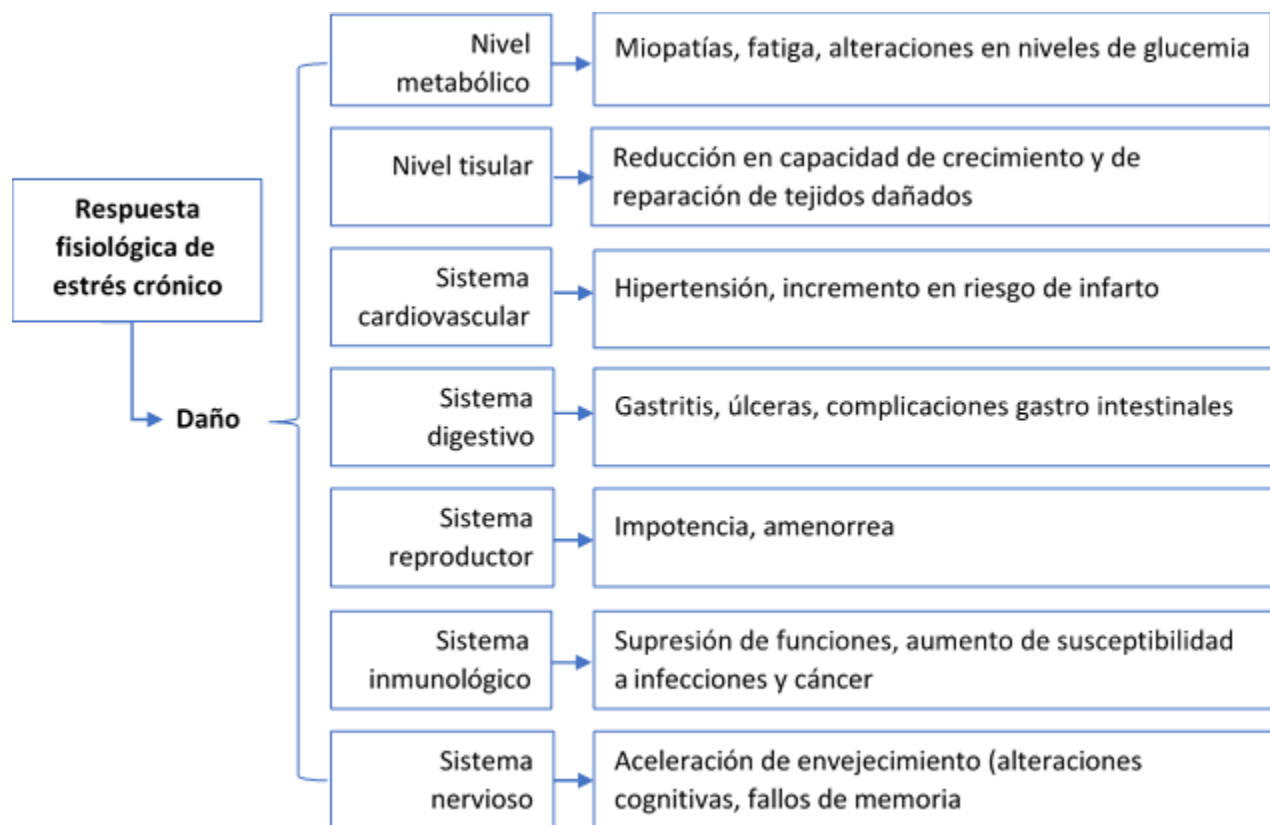 Respuesta
fisiológica de
estrés crónico
Daño
Nivel
metabólico
Miopatías, fatiga, alteraciones en niveles de glucemia
Nivel tisular
Reducción en capacidad de crecimiento y de
reparación de tejidos dañados
Sistema
cardiovascular
Hipertensión, incremento en riesgo de infarto
Sistema
digestivo
Gastritis, úlceras, complicaciones gastro intestinales
Sistema
reproductor
Impotencia, amenorrea
Sistema
inmunológico
Supresión de funciones, aumento de susceptibilidad
a infecciones y cáncer
Sistema
nervioso
Aceleración de envejecimiento (alteraciones
cognitivas, fallos de memoria